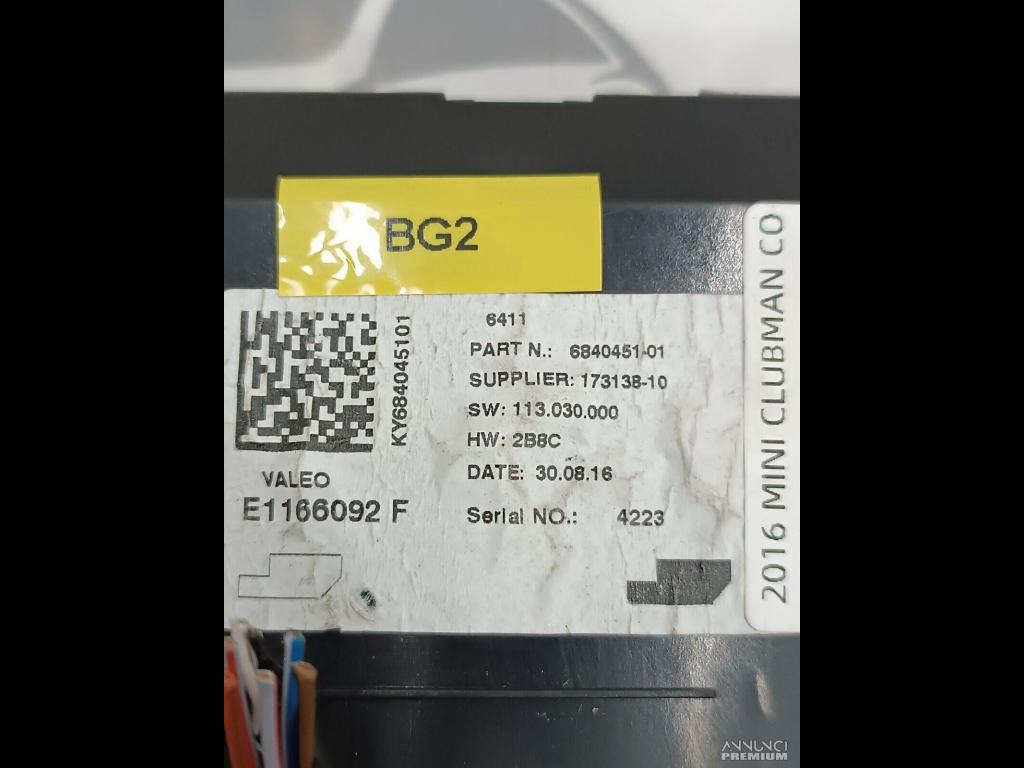 BG2
6411
KY684045101
PART N.: 6840451-01
SUPPLIER: 173138-10
SW: 113.030.000
HW: 2B8C
DATE: 30.08.16
VALEO
E1166092 F
Serial NO.: 4223
2016 MINI CLUBMAN CO
ANNUNCI
PREMIUM